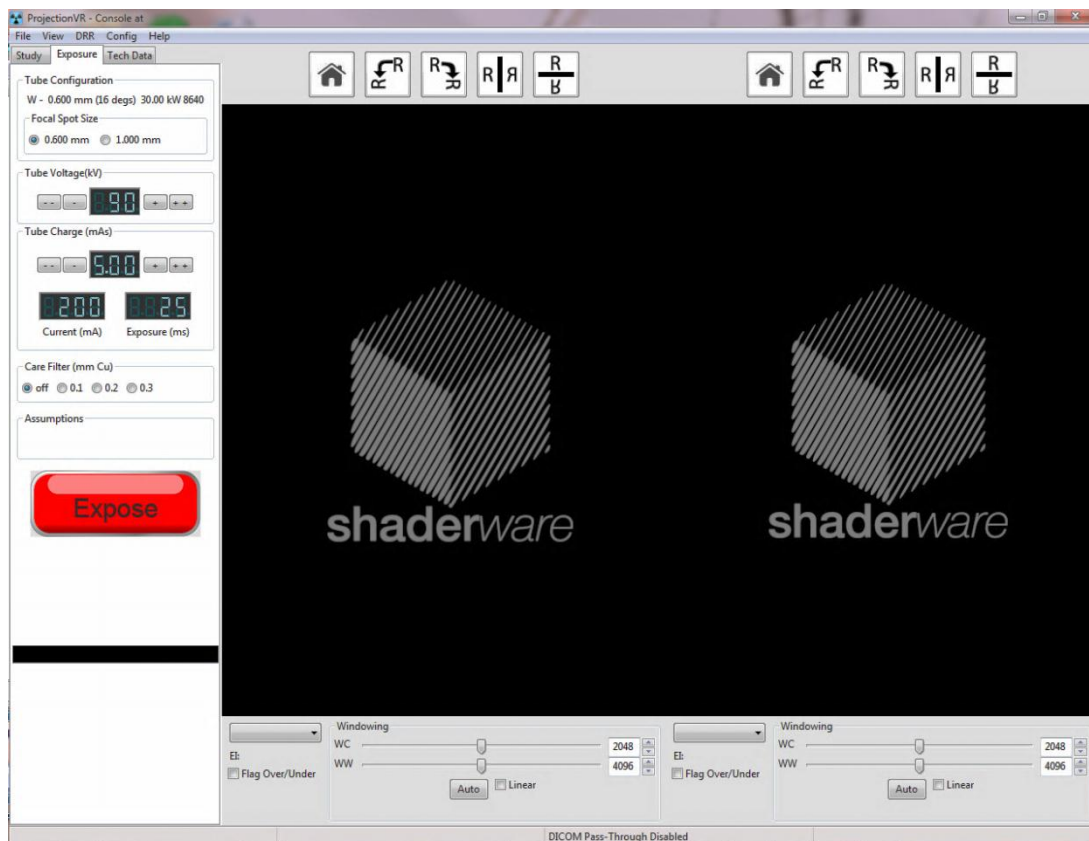 ProjectionVR - Console at
File View DRR Config Help
Study Exposure Tech Data
Tube Configuration
W - 0.600 mm (16 degs) 30.00 kW 8640
Focal Spot Size
0.600 mm 1.000 mm
Tube Voltage(kV)
-- - 90 + ++
Tube Charge (mAs)
-- - 5.00 + ++
200 25
Current (mA) Exposure (ms)
Care Filter (mm Cu)
off 0.1 0.2 0.3
Assumptions
Expose
R R R R R Я R R
R R R R R Я R R
shaderware
shaderware
Windowing
WC 2048
EI:
WW 4096
Flag Over/Under
Auto Linear
Windowing
WC 2048
EI:
WW 4096
Flag Over/Under
Auto Linear
DICOM Pass-Through Disabled